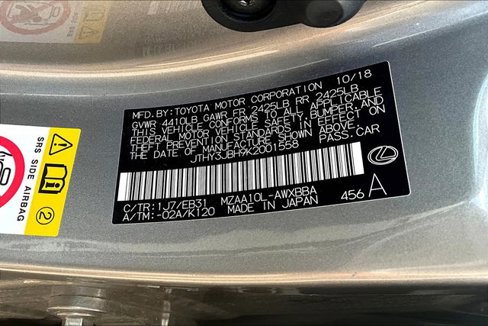 MFD.BY: TOYOTA MOTOR CORPORATION 10/18
GVWR 4410LB GAWR FR 2425LB RR 2425LB
THIS VEHICLE CONFORMS TO ALL APPLICABLE
FEDERAL MOTOR VEHICLE SAFETY, BUMPER, AND
THEFT PREVENTION STANDARDS IN EFFECT ON
THE DATE OF MANUFACTURE SHOWN ABOVE.
JTHY3JBH9K2001558 PASS.CAR
C/TR: 1J7/EB31 MZAA10L-AWXBBA
A/TM: -02A/K120 MADE IN JAPAN 456 A
SIDE AIRBAG